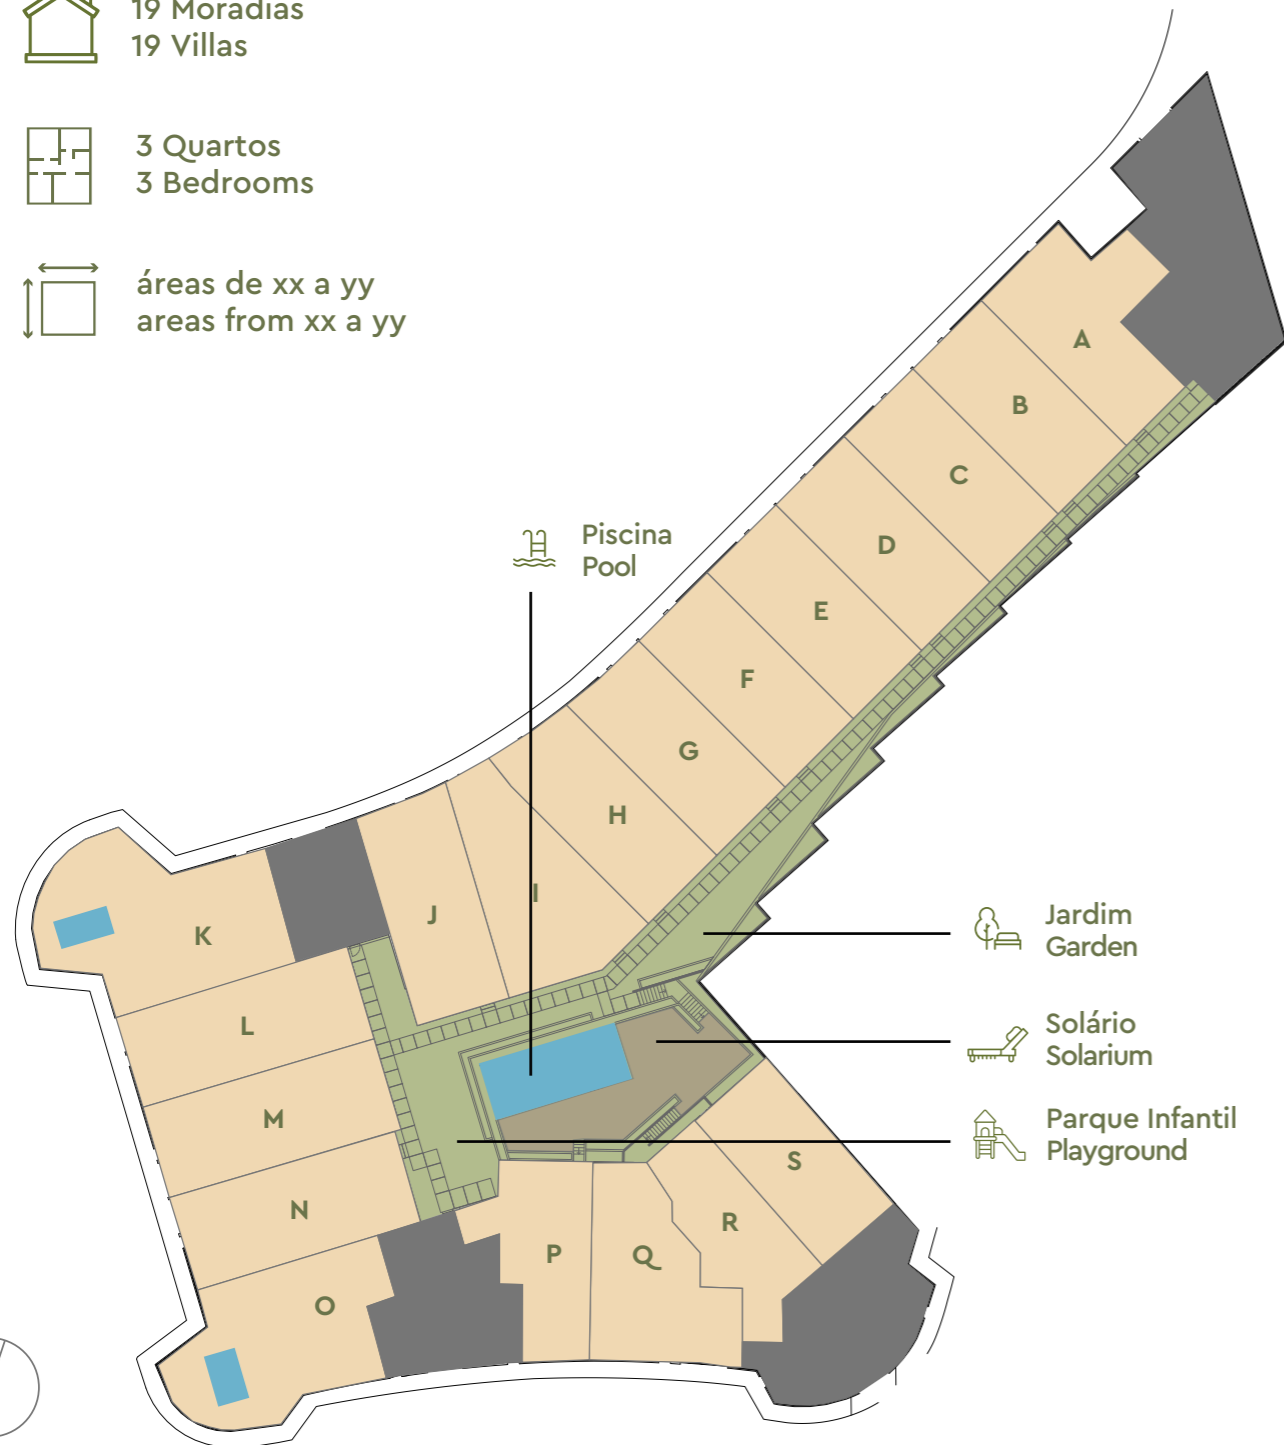 19 Moradias
19 Villas
3 Quartos
3 Bedrooms
áreas de xx a yy
areas from xx a yy
A
B
C
D
Piscina
Pool
E
F
G
H
I
J
K
Jardim
Garden
L
Solário
Solarium
M
Parque Infantil
Playground
S
N
R
P
Q
O